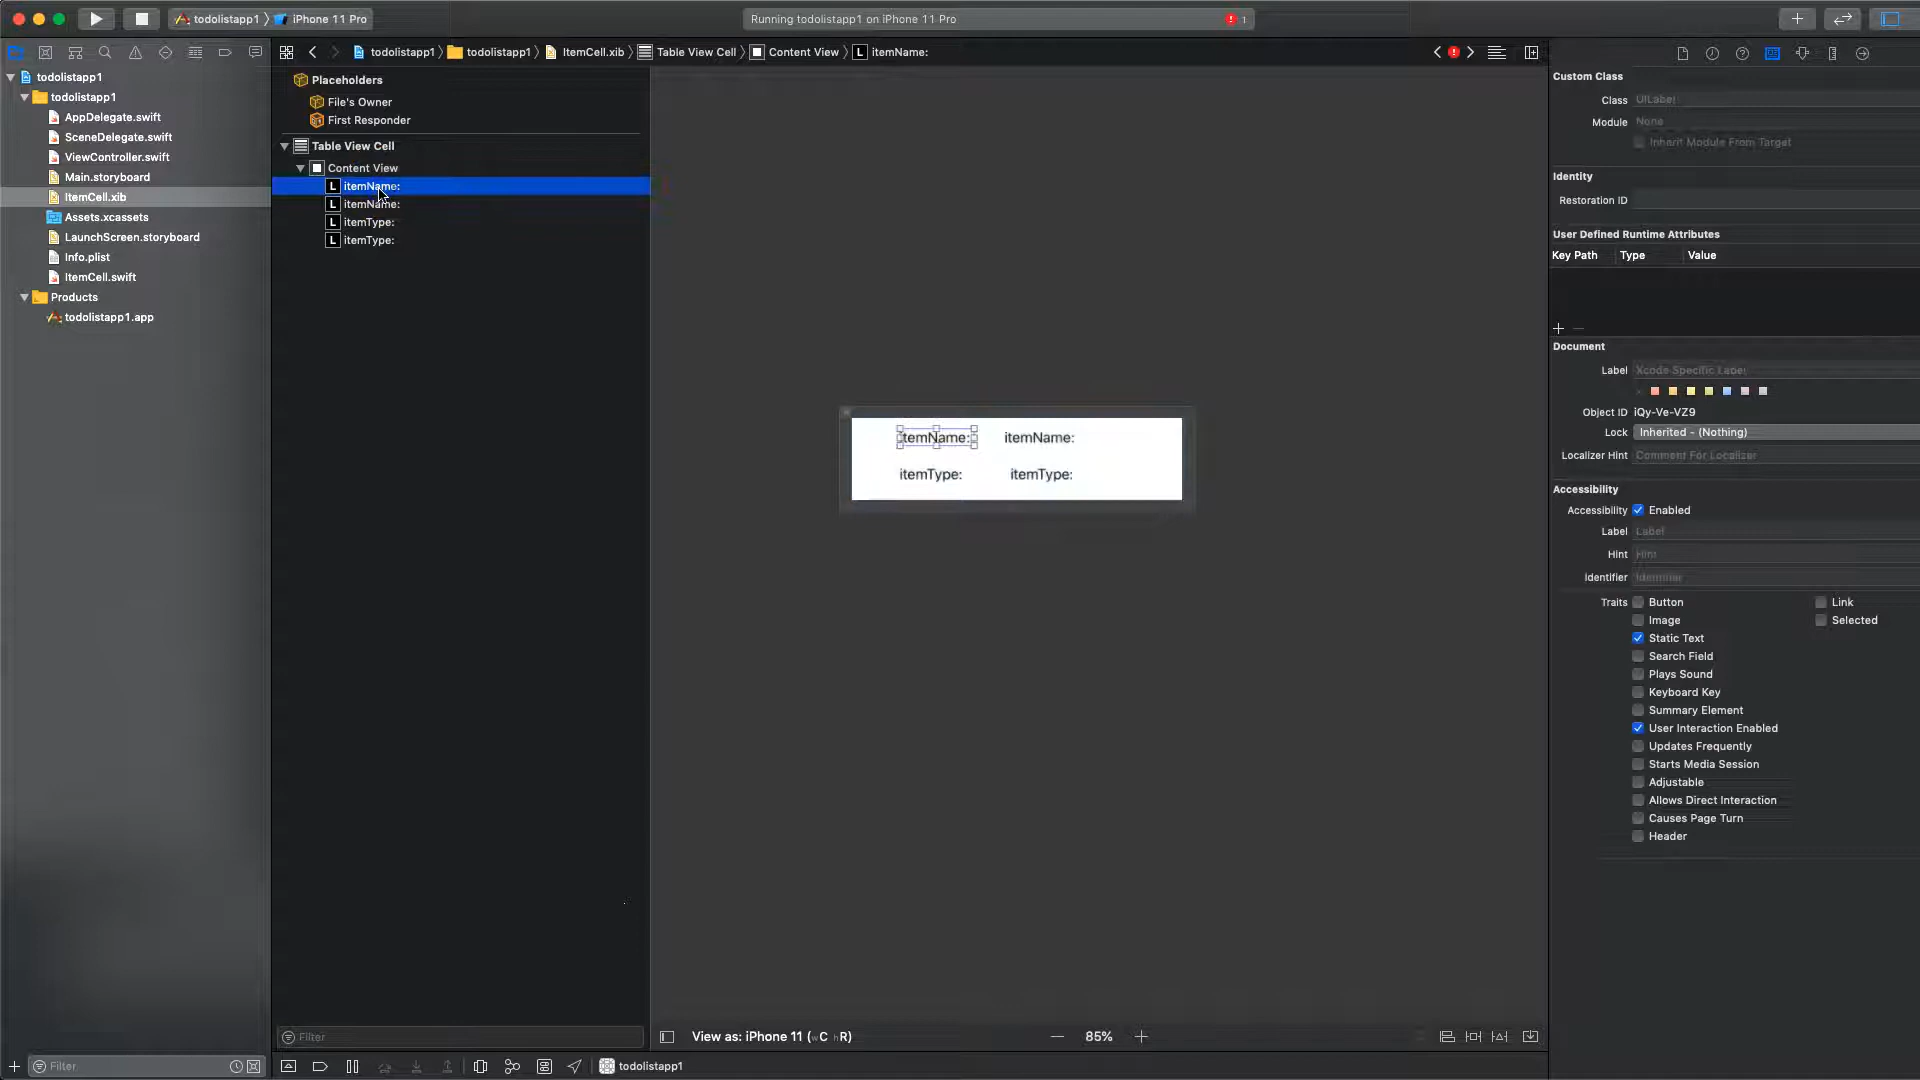 todolistapp1 iPhone 11 Pro
Running todolistapp1 on iPhone 11 Pro
1
todolistapp1
todolistapp1
AppDelegate.swift
SceneDelegate.swift
ViewController.swift
Main.storyboard
ItemCell.xib
Assets.xcassets
LaunchScreen.storyboard
Info.plist
ItemCell.swift
Products
todolistapp1.app
Filter
todolistapp1 todolistapp1 ItemCell.xib Table View Cell Content View L itemName:
Placeholders
File's Owner
First Responder
Table View Cell
Content View
L itemName:
L itemName:
L itemType:
L itemType:
Filter
itemName: itemName:
itemType: itemType:
View as: iPhone 11 (wC hR)
85%
todolistapp1
Custom Class
Class UILabel
Module None
Inherit Module From Target
Identity
Restoration ID
User Defined Runtime Attributes
Key Path Type Value
Document
Label Xcode Specific Label
Object ID iQy-Ve-VZ9
Lock Inherited - (Nothing)
Localizer Hint Comment For Localizer
Accessibility
Accessibility Enabled
Label Label
Hint Hint
Identifier Identifier
Traits Button Link
Image Selected
Static Text
Search Field
Plays Sound
Keyboard Key
Summary Element
User Interaction Enabled
Updates Frequently
Starts Media Session
Adjustable
Allows Direct Interaction
Causes Page Turn
Header